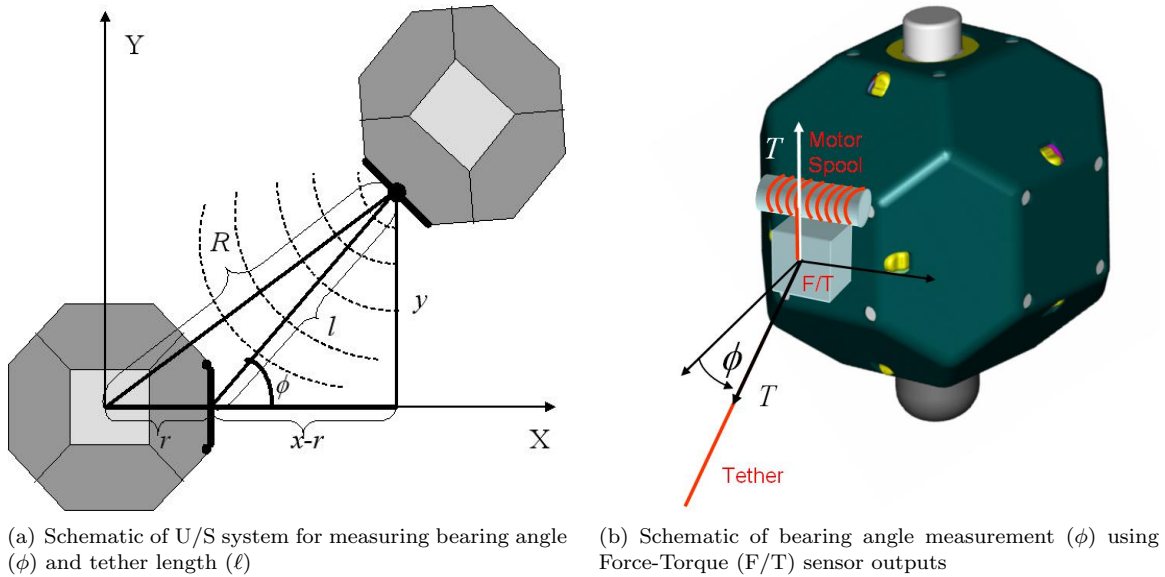 Y
R
l
y
ϕ
r
x-r
X
T
Motor
Spool
F/T
ϕ
T
Tether
(a) Schematic of U/S system for measuring bearing angle
(ϕ) and tether length (ℓ)
(b) Schematic of bearing angle measurement (ϕ) using
Force-Torque (F/T) sensor outputs